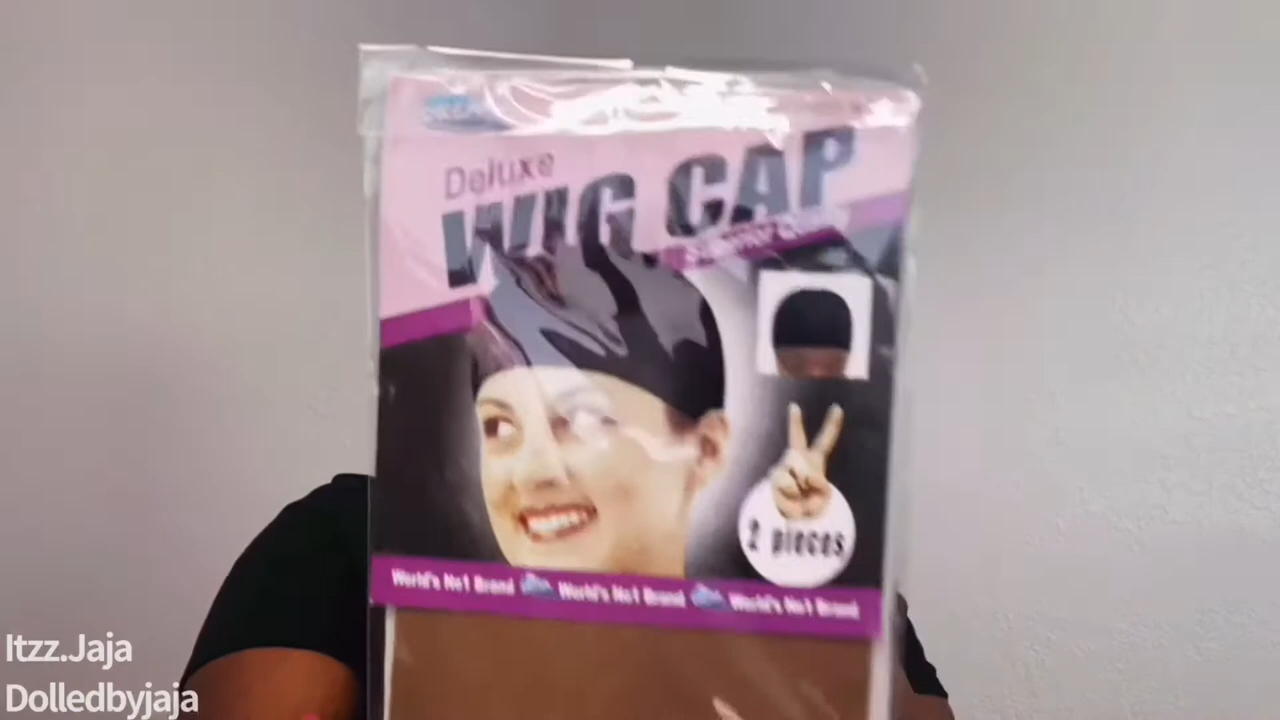 Deluxe
WIG CAP
2 pieces
World's No1 Brand World's No1 Brand World's No1 Brand
Itzz.Jaja
Dolledbyjaja